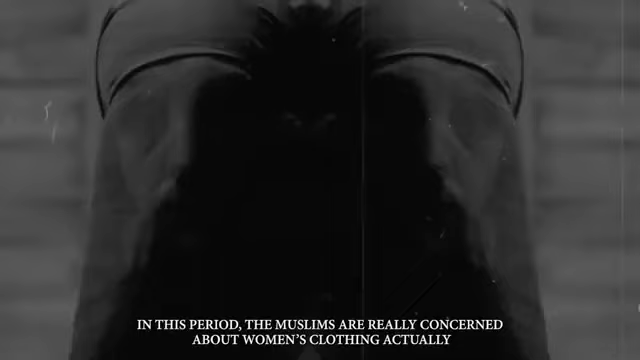 IN THIS PERIOD, THE MUSLIMS ARE REALLY CONCERNED
ABOUT WOMEN'S CLOTHING ACTUALLY